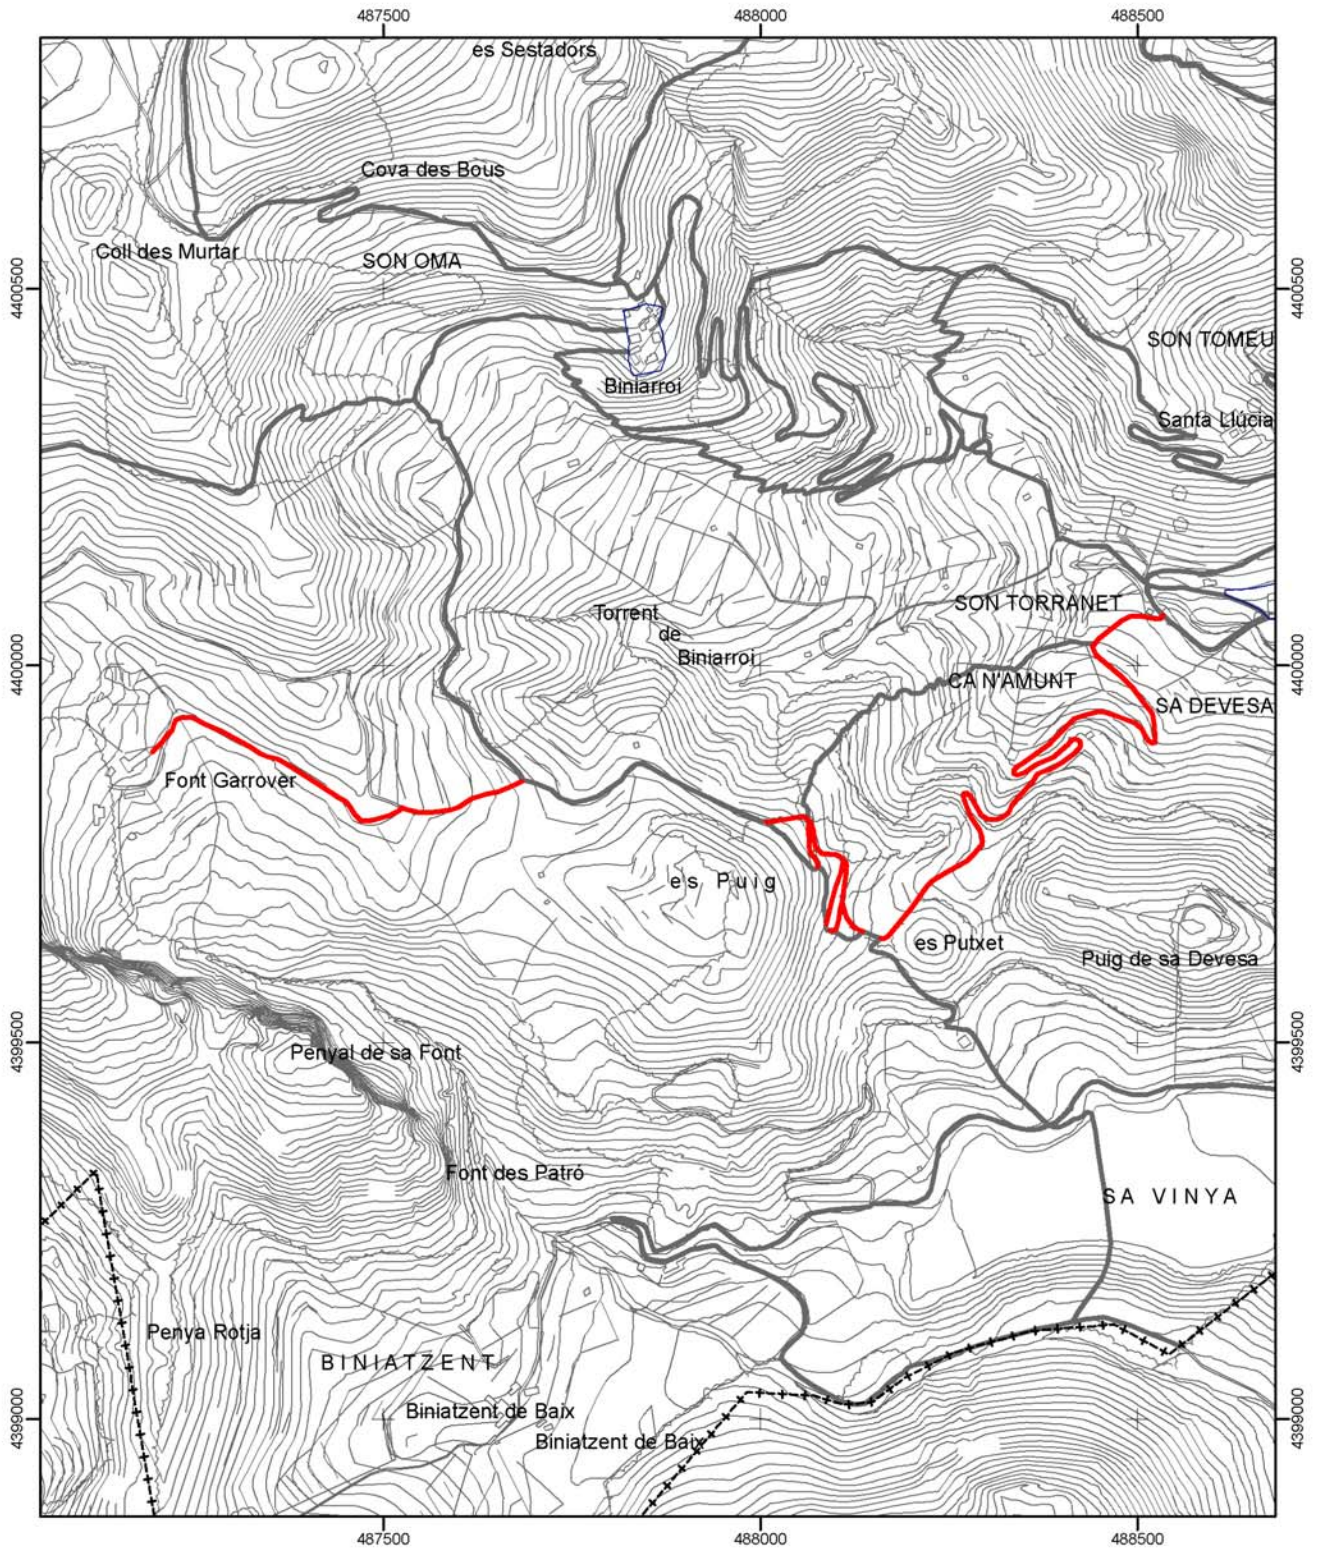 487500
488000
488500
es Sestadors
Cova des Bous
Coll des Murtar
SON OMA
4400500
4400500
SON TOMEU
Biniarroi
Santa Llúcia
SON TORRANET
Torrent
de
Biniarroi
4400000
4400000
CA N'AMUNT
SA DEVESA
Font Garrover
es Puig
es Putxet
Puig de sa Devesa
4399500
4399500
Penyal de sa Font
Font des Patró
SA VINYA
Penya Rotja
BINIATZENT
Biniatzent de Baix
4399000
4399000
Biniatzent de Baix
487500
488000
488500